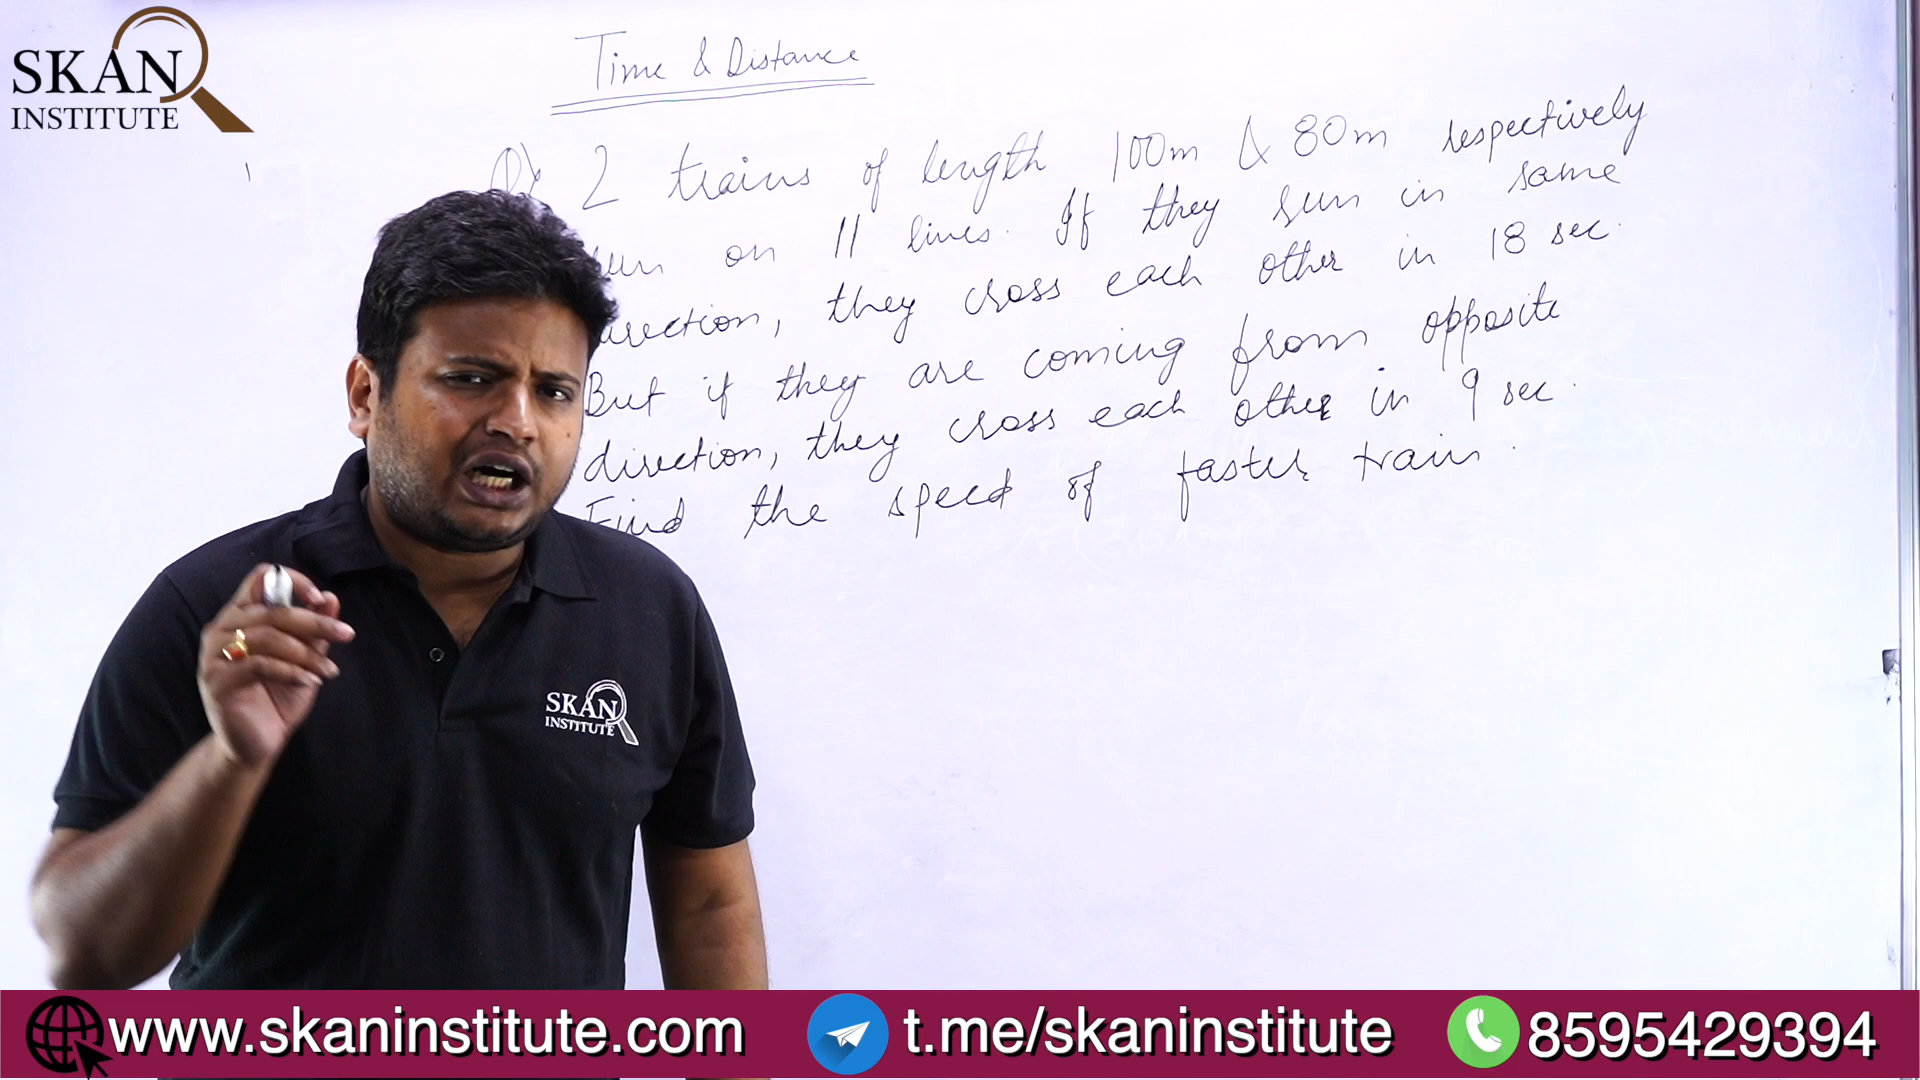 SKAN
INSTITUTE
Time & Distance
Q) 2 trains of length 100m & 80m respectively
run on 11 lines. If they run in same
direction, they cross each other in 18 sec.
But if they are coming from opposite
direction, they cross each other in 9 sec.
Find the speed of faster train.
SKAN
INSTITUTE
www.skaninstitute.com
t.me/skaninstitute
8595429394